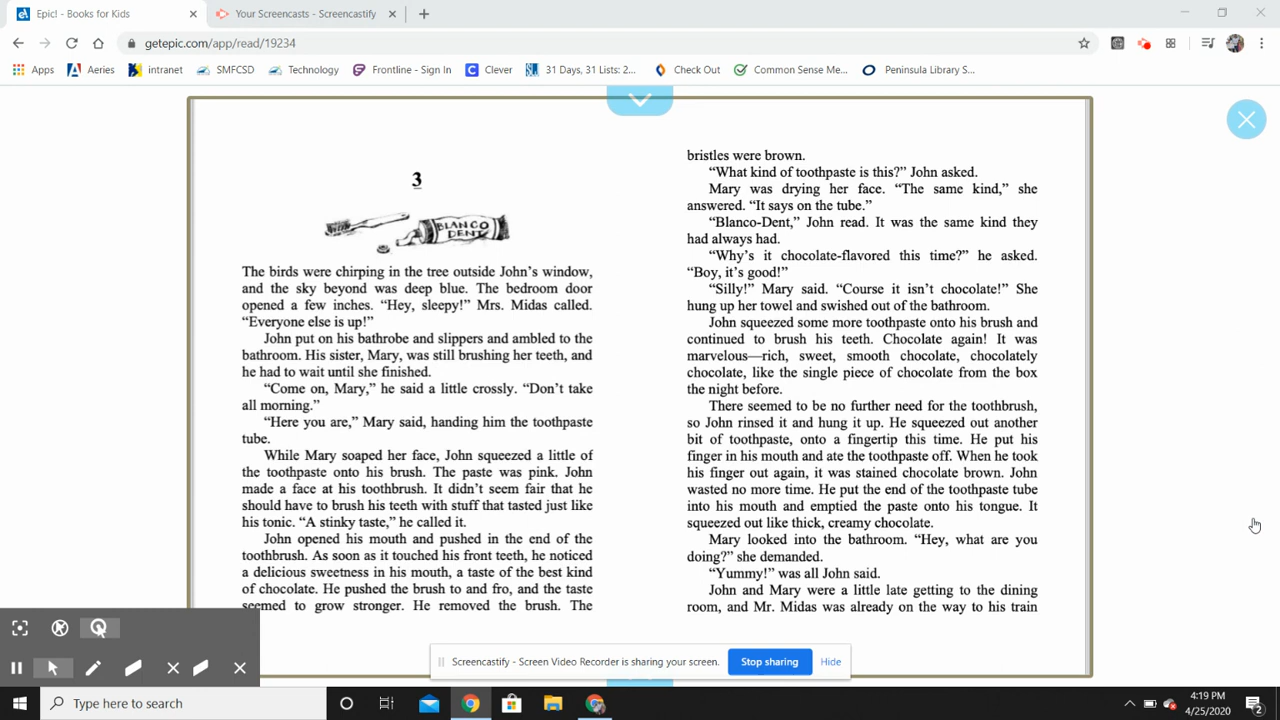 Epic! - Books for Kids
Your Screencasts - Screencastify
getepic.com/app/read/19234
Apps
Aeries
intranet
SMFCSD
Technology
Frontline - Sign In
Clever
31 Days, 31 Lists: 2...
Check Out
Common Sense Me...
Peninsula Library S...
3
BLANCO
DENT
The birds were chirping in the tree outside John's window,
and the sky beyond was deep blue. The bedroom door
opened a few inches. “Hey, sleepy!” Mrs. Midas called.
“Everyone else is up!”
John put on his bathrobe and slippers and ambled to the
bathroom. His sister, Mary, was still brushing her teeth, and
he had to wait until she finished.
“Come on, Mary,” he said a little crossly. “Don’t take
all morning.”
“Here you are,” Mary said, handing him the toothpaste
tube.
While Mary soaped her face, John squeezed a little of
the toothpaste onto his brush. The paste was pink. John
made a face at his toothbrush. It didn’t seem fair that he
should have to brush his teeth with stuff that tasted just like
his tonic. “A stinky taste,” he called it.
John opened his mouth and pushed in the end of the
toothbrush. As soon as it touched his front teeth, he noticed
a delicious sweetness in his mouth, a taste of the best kind
of chocolate. He pushed the brush to and fro, and the taste
seemed to grow stronger. He removed the brush. The
bristles were brown.
“What kind of toothpaste is this?” John asked.
Mary was drying her face. “The same kind,” she
answered. “It says on the tube.”
“Blanco-Dent,” John read. It was the same kind they
had always had.
“Why’s it chocolate-flavored this time?” he asked.
“Boy, it’s good!”
“Silly!” Mary said. “Course it isn’t chocolate!” She
hung up her towel and swished out of the bathroom.
John squeezed some more toothpaste onto his brush and
continued to brush his teeth. Chocolate again! It was
marvelous—rich, sweet, smooth chocolate, chocolately
chocolate, like the single piece of chocolate from the box
the night before.
There seemed to be no further need for the toothbrush,
so John rinsed it and hung it up. He squeezed out another
bit of toothpaste, onto a fingertip this time. He put his
finger in his mouth and ate the toothpaste off. When he took
his finger out again, it was stained chocolate brown. John
wasted no more time. He put the end of the toothpaste tube
into his mouth and emptied the paste onto his tongue. It
squeezed out like thick, creamy chocolate.
Mary looked into the bathroom. “Hey, what are you
doing?” she demanded.
“Yummy!” was all John said.
John and Mary were a little late getting to the dining
room, and Mr. Midas was already on the way to his train
Screencastify - Screen Video Recorder is sharing your screen.
Stop sharing
Hide
Type here to search
4:19 PM
4/25/2020
2